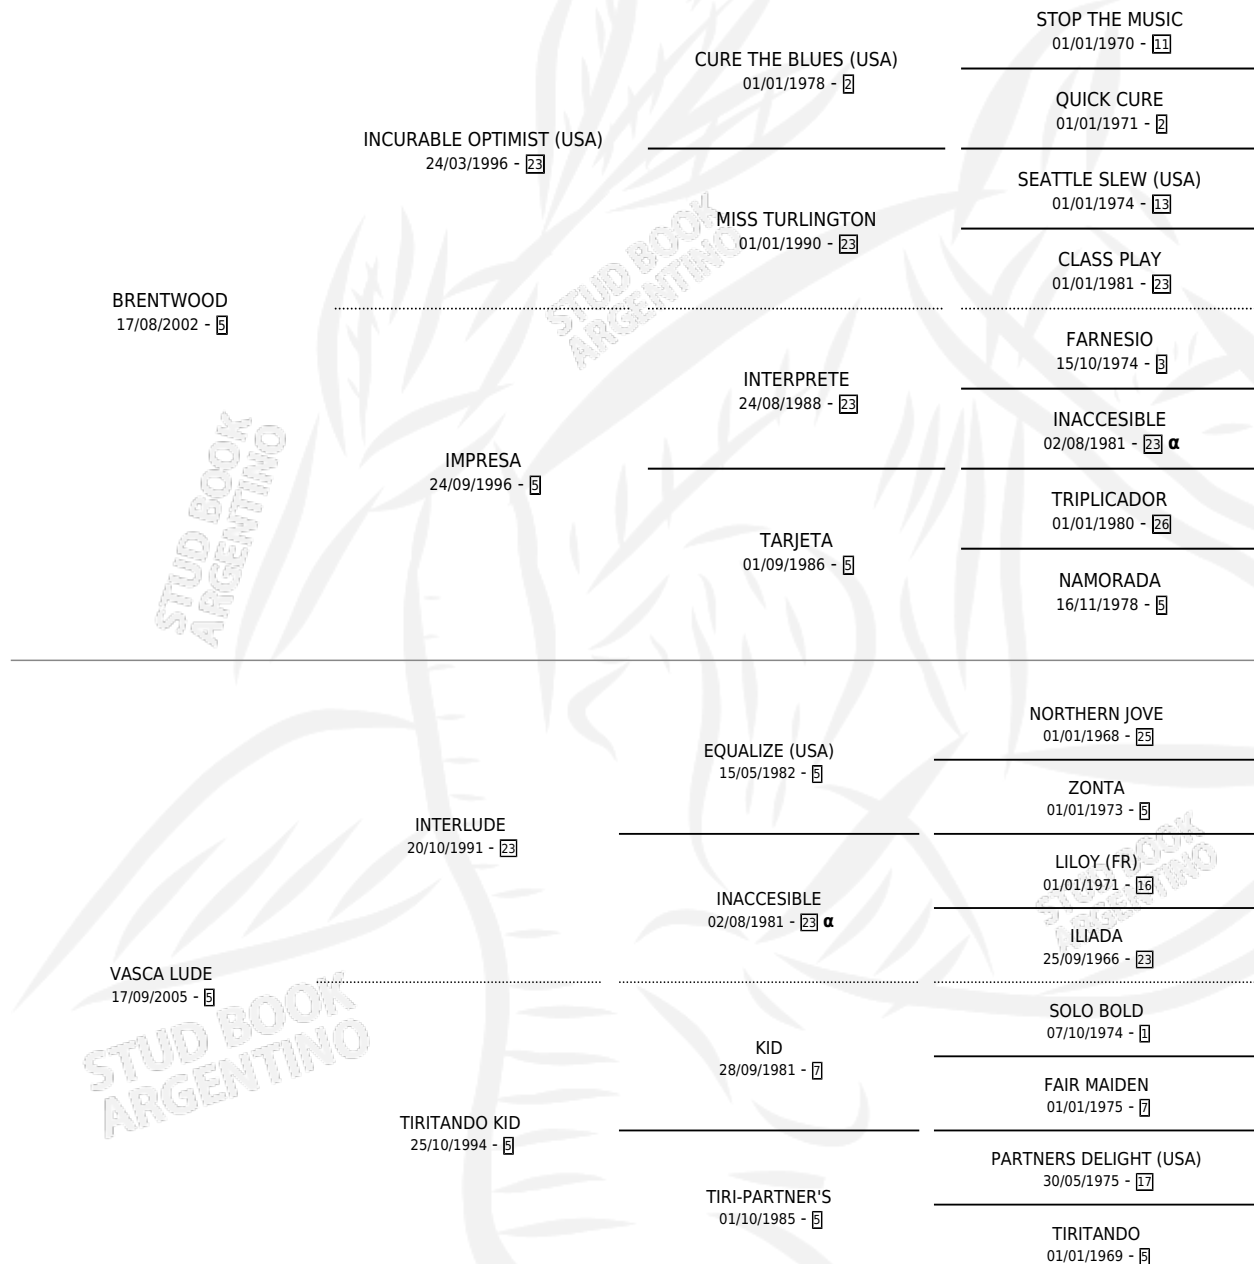 STOP THE MUSIC
01/01/1970 - 11
CURE THE BLUES (USA)
01/01/1978 - 2
QUICK CURE
01/01/1971 - 2
INCURABLE OPTIMIST (USA)
24/03/1996 - 23
SEATTLE SLEW (USA)
01/01/1974 - 13
MISS TURLINGTON
01/01/1990 - 23
CLASS PLAY
01/01/1981 - 23
BRENTWOOD
17/08/2002 - 5
FARNESIO
15/10/1974 - 3
INTERPRETE
24/08/1988 - 23
INACCESIBLE
02/08/1981 - 23 α
IMPRESA
24/09/1996 - 5
TRIPLICADOR
01/01/1980 - 26
TARJETA
01/09/1986 - 5
NAMORADA
16/11/1978 - 5
NORTHERN JOVE
01/01/1968 - 25
EQUALIZE (USA)
15/05/1982 - 5
ZONTA
01/01/1973 - 5
INTERLUDE
20/10/1991 - 23
LILOY (FR)
01/01/1971 - 16
INACCESIBLE
02/08/1981 - 23 α
ILIADA
25/09/1966 - 23
VASCA LUDE
17/09/2005 - 5
SOLO BOLD
07/10/1974 - 1
KID
28/09/1981 - 7
FAIR MAIDEN
01/01/1975 - 7
TIRITANDO KID
25/10/1994 - 5
PARTNERS DELIGHT (USA)
30/05/1975 - 17
TIRI-PARTNER'S
01/10/1985 - 5
TIRITANDO
01/01/1969 - 5
STUD BOOK
ARGENTINO
STUD BOOK
ARGENTINO
STUD BOOK
ARGENTINO
STUD BOOK
ARGENTINO